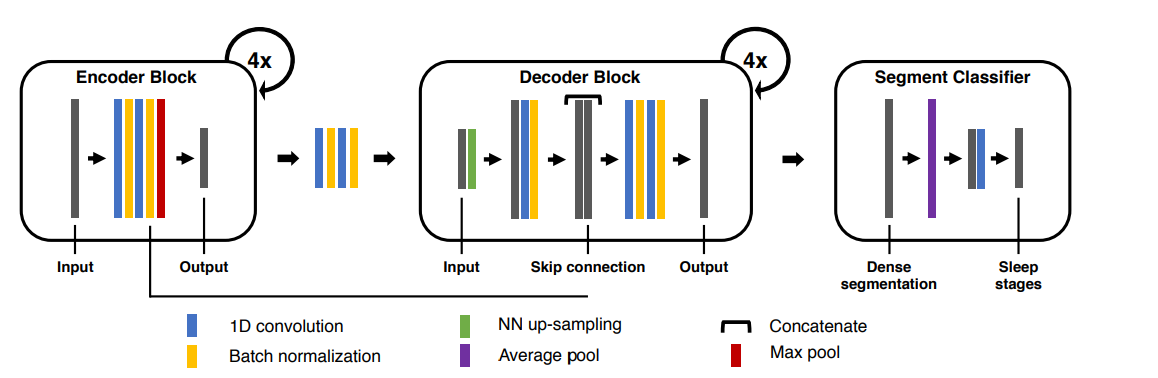 4x
4x
Encoder Block
Decoder Block
Segment Classifier
Input
Output
Input
Skip connection
Output
Dense
segmentation
Sleep
stages
1D convolution
NN up-sampling
Concatenate
Batch normalization
Average pool
Max pool